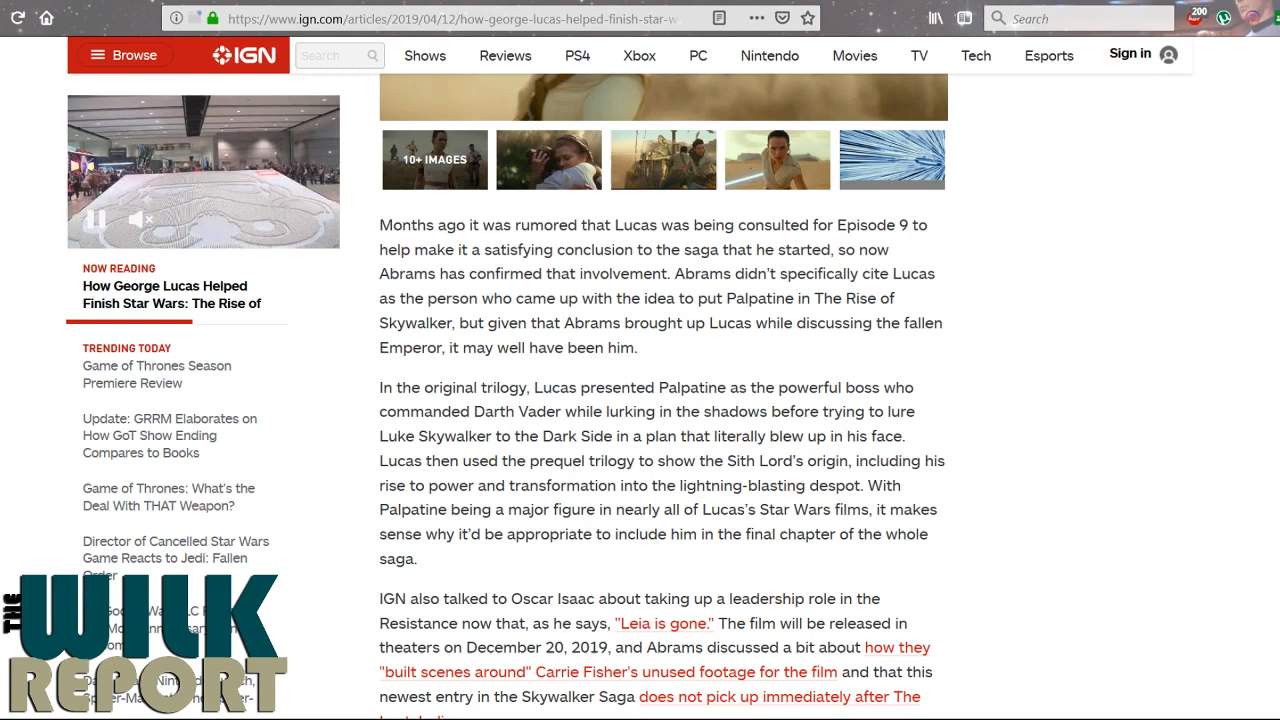 https://www.ign.com/articles/2019/04/12/how-george-lucas-helped-finish-star-w
Search
200
Browse
IGN
Search
Shows
Reviews
PS4
Xbox
PC
Nintendo
Movies
TV
Tech
Esports
Sign in
10+ IMAGES
NOW READING
How George Lucas Helped
Finish Star Wars: The Rise of
TRENDING TODAY
Game of Thrones Season
Premiere Review
Update: GRRM Elaborates on
How GoT Show Ending
Compares to Books
Game of Thrones: What's the
Deal With THAT Weapon?
Director of Cancelled Star Wars
Game Reacts to Jedi: Fallen
Order
THE WILK
REPORT
Months ago it was rumored that Lucas was being consulted for Episode 9 to
help make it a satisfying conclusion to the saga that he started, so now
Abrams has confirmed that involvement. Abrams didn't specifically cite Lucas
as the person who came up with the idea to put Palpatine in The Rise of
Skywalker, but given that Abrams brought up Lucas while discussing the fallen
Emperor, it may well have been him.
In the original trilogy, Lucas presented Palpatine as the powerful boss who
commanded Darth Vader while lurking in the shadows before trying to lure
Luke Skywalker to the Dark Side in a plan that literally blew up in his face.
Lucas then used the prequel trilogy to show the Sith Lord's origin, including his
rise to power and transformation into the lightning-blasting despot. With
Palpatine being a major figure in nearly all of Lucas's Star Wars films, it makes
sense why it'd be appropriate to include him in the final chapter of the whole
saga.
IGN also talked to Oscar Isaac about taking up a leadership role in the
Resistance now that, as he says, "Leia is gone." The film will be released in
theaters on December 20, 2019, and Abrams discussed a bit about how they
"built scenes around" Carrie Fisher's unused footage for the film and that this
newest entry in the Skywalker Saga does not pick up immediately after The